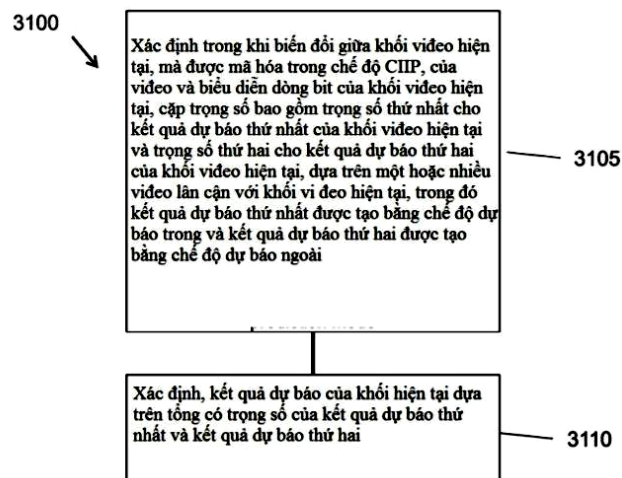 3100
Xác định trong khi biến đổi giữa khối video hiện
tại, mà được mã hóa trong chế độ CIIP, của
video và biểu diễn dòng bit của khối video hiện
tại, cặp trọng số bao gồm trọng số thứ nhất cho
kết quả dự báo thứ nhất của khối video hiện tại
và trọng số thứ hai cho kết quả dự báo thứ hai
của khối video hiện tại, dựa trên một hoặc nhiều
video lân cận với khối vi đeo hiện tại, trong đó
kết quả dự báo thứ nhất được tạo bằng chế độ dự
báo trong và kết quả dự báo thứ hai được tạo
bằng chế độ dự báo ngoài
3105
Xác định, kết quả dự báo của khối hiện tại dựa
trên tổng có trọng số của kết quả dự báo thứ
nhất và kết quả dự báo thứ hai
3110